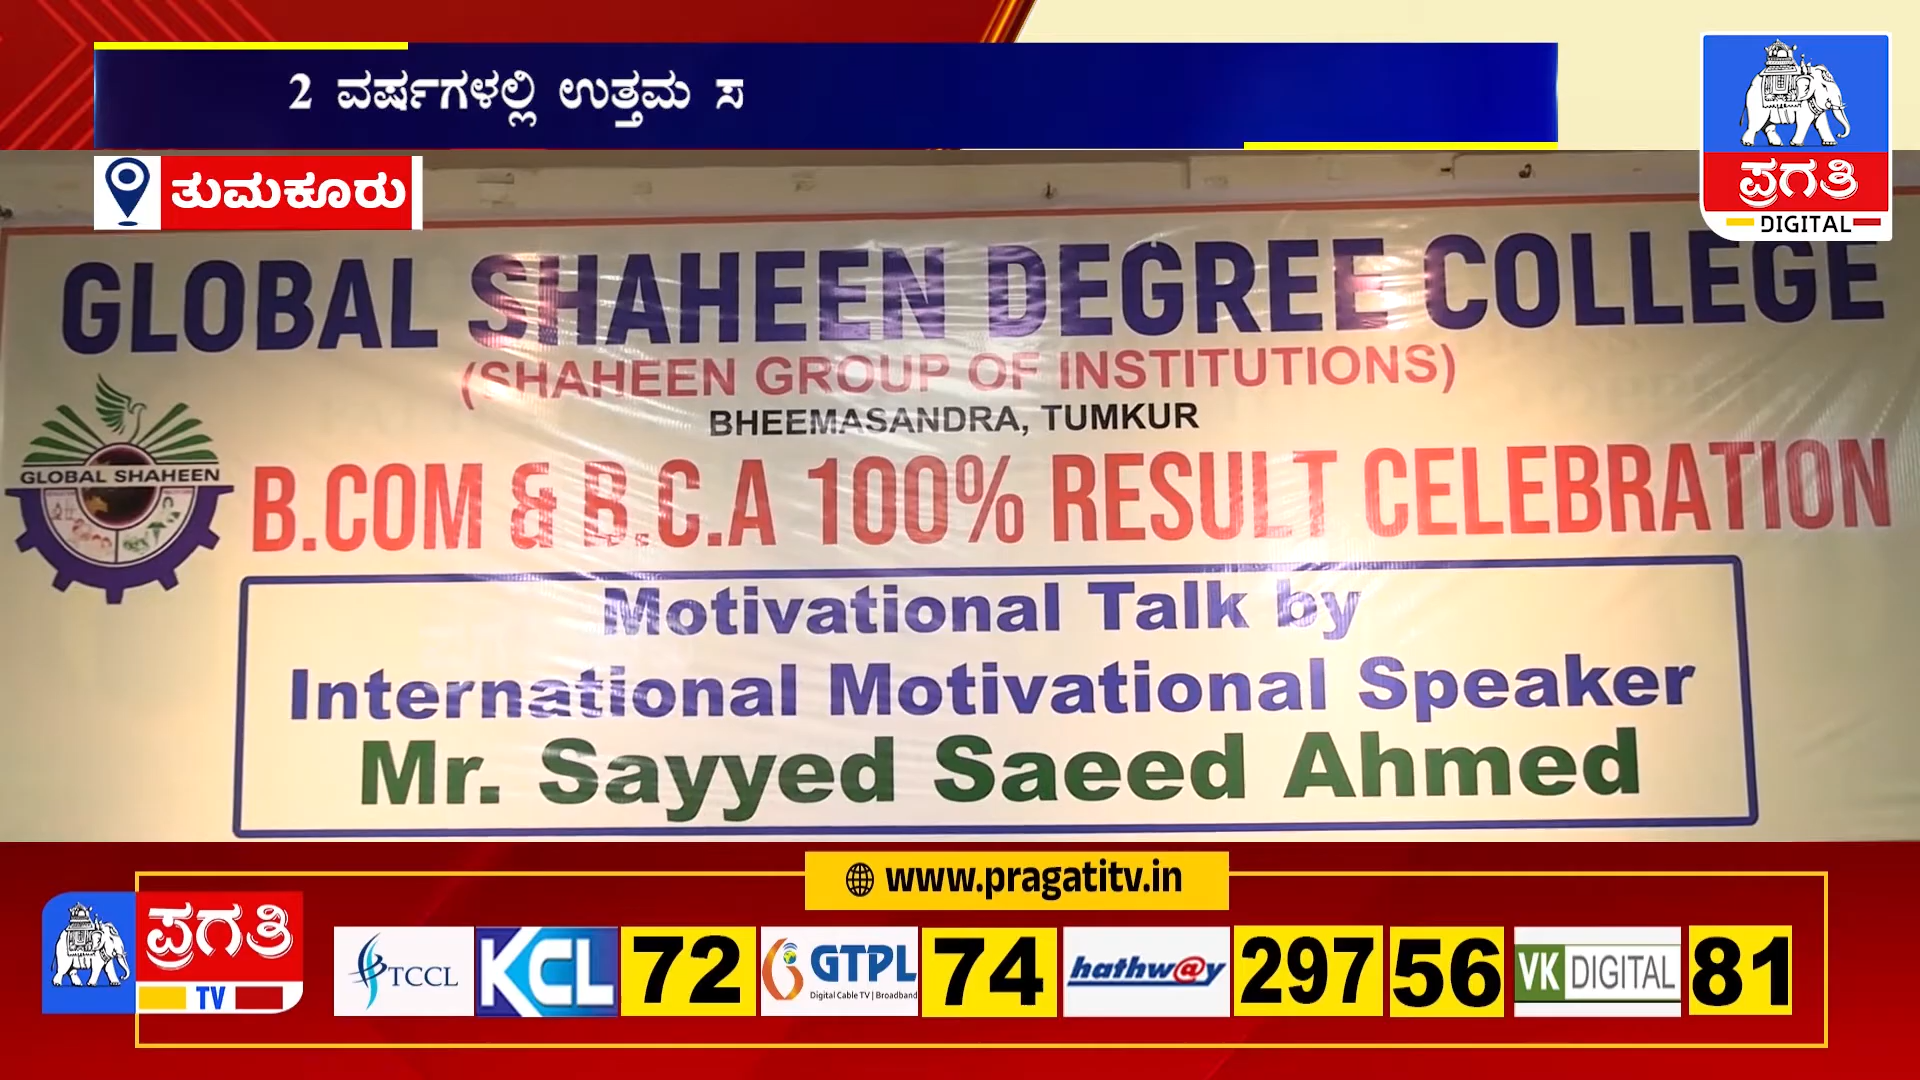 2 ವರ್ಷಗಳಲ್ಲಿ ಉತ್ತಮ ಸ
ತುಮಕೂರು
ಪ್ರಗತಿ
DIGITAL
GLOBAL SHAHEEN DEGREE COLLEGE
(SHAHEEN GROUP OF INSTITUTIONS)
BHEEMASANDRA, TUMKUR
GLOBAL SHAHEEN
B.COM & B.C.A 100% RESULT CELEBRATION
Motivational Talk by
International Motivational Speaker
Mr. Sayyed Saeed Ahmed
www.pragatitv.in
ಪ್ರಗತಿ
TV
TCCL KCL 72 GTPL 74 hathw@y 297 56 VK DIGITAL 81
Digital Cable TV | Broadband